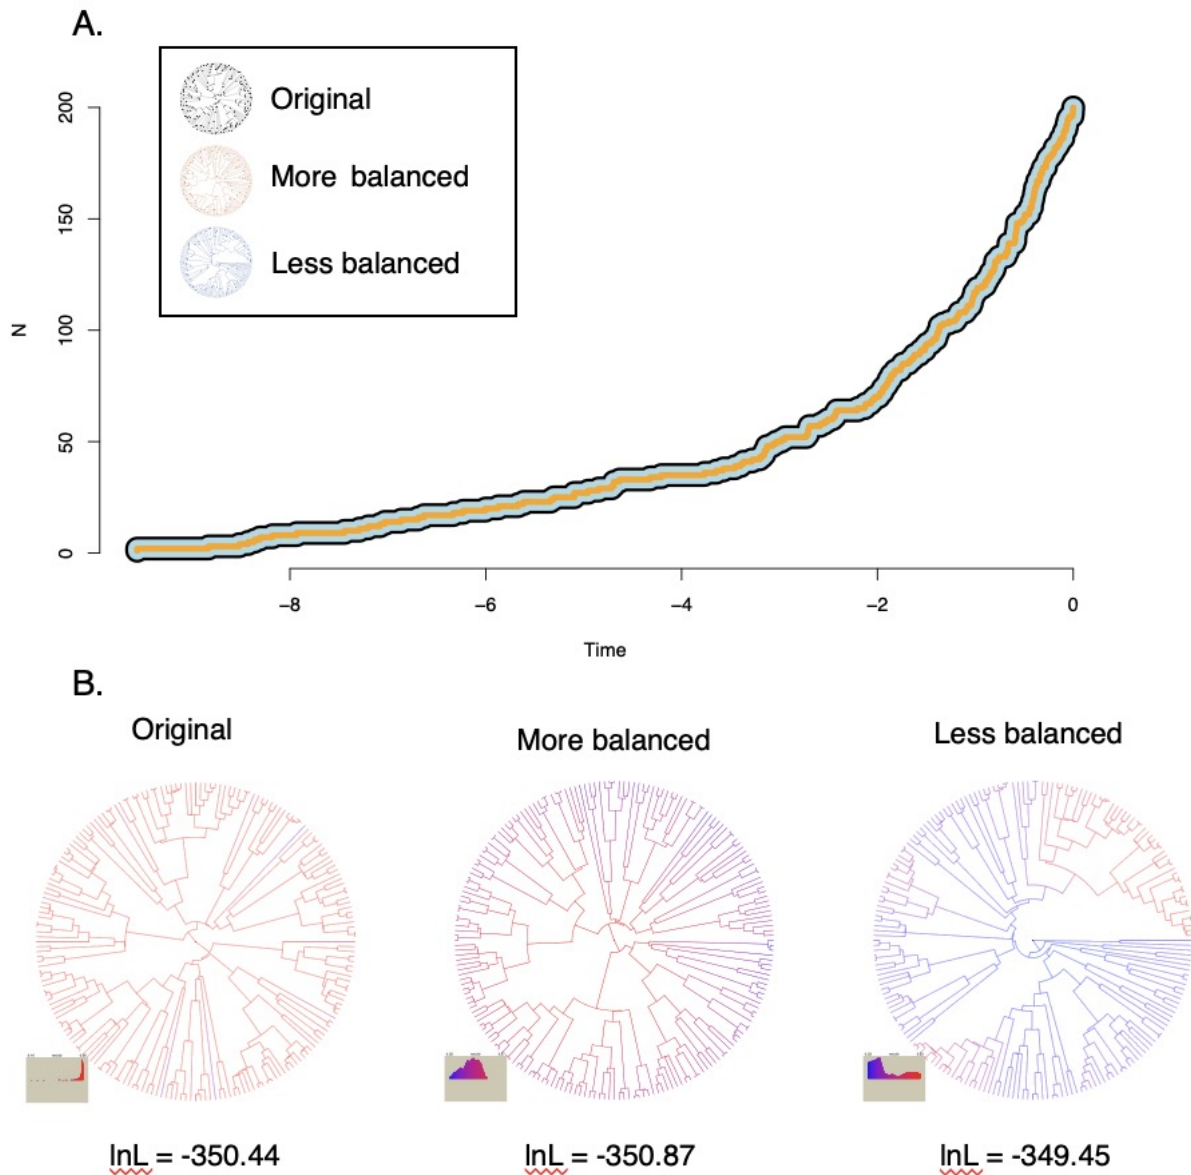 A.
Original
More balanced
Less balanced
200
150
100
50
0
N
−8
−6
−4
−2
0
Time
B.
Original
More balanced
Less balanced
lnL = -350.44
lnL = -350.87
lnL = -349.45